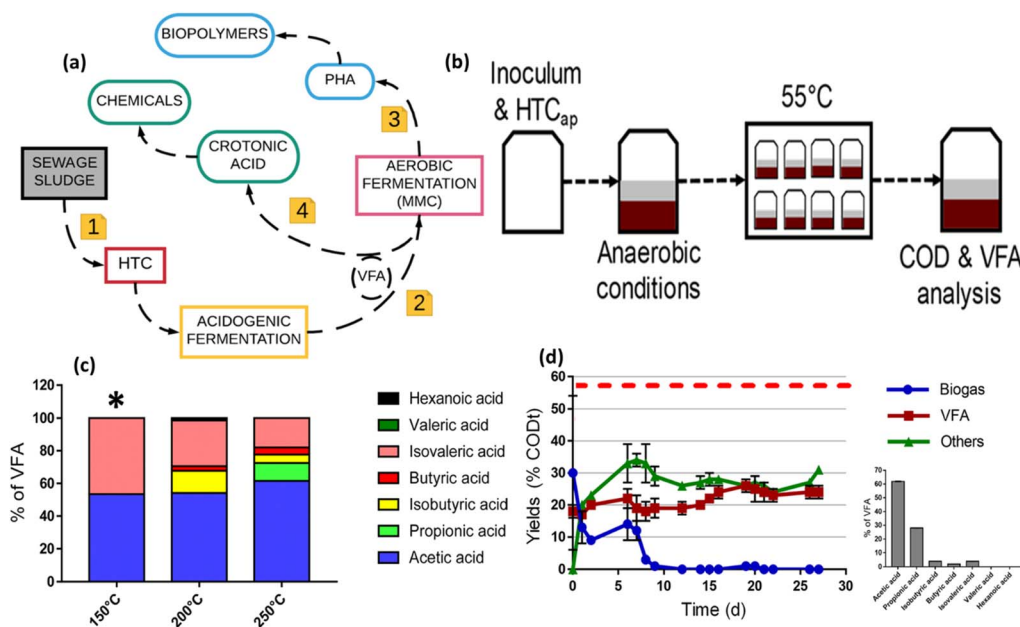 (a)
BIOPOLYMERS
PHA
CHEMICALS
3
CROTONIC
ACID
SEWAGE
SLUDGE
AEROBIC
FERMENTATION
(MMC)
1
4
HTC
VFA
2
ACIDOGENIC
FERMENTATION
(b)
Inoculum
& HTCap
Anaerobic
conditions
55°C
COD & VFA
analysis
(c)
% of VFA
120
100
80
60
40
20
0
*
150°C
200°C
250°C
Hexanoic acid
Valeric acid
Isovaleric acid
Butyric acid
Isobutyric acid
Propionic acid
Acetic acid
(d)
Yields (% CODt)
60
50
40
30
20
10
0
0 5 10 15 20 25 30
Time (d)
Biogas
VFA
Others
% of VFA
70
60
50
40
30
20
10
0
Acetic acid
Propionic acid
Isobutyric acid
Butyric acid
Isovaleric acid
Valeric acid
Hexanoic acid